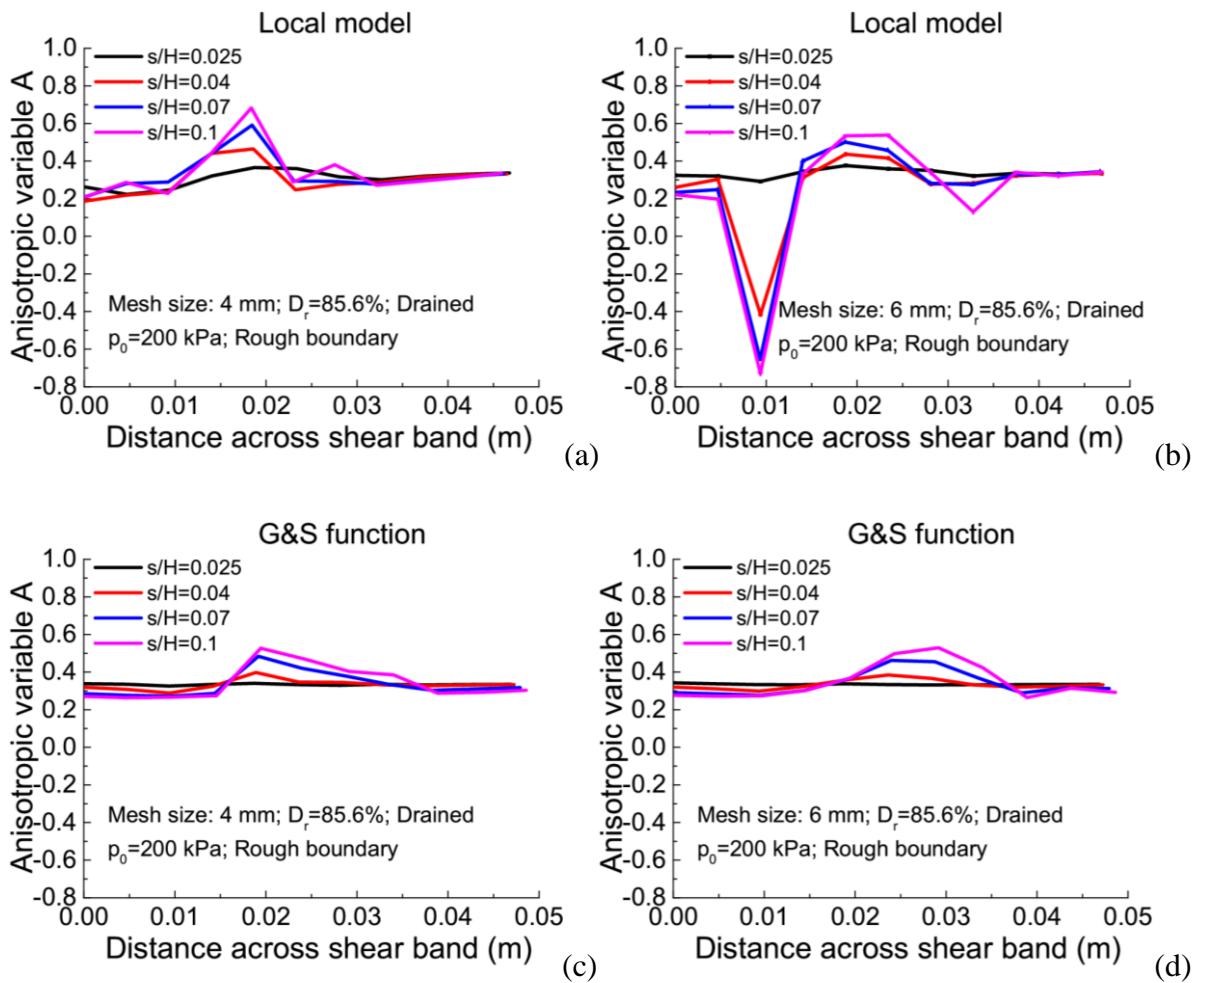 Local model
Anisotropic variable A
1.0
0.8
0.6
0.4
0.2
0.0
-0.2
-0.4
-0.6
-0.8
s/H=0.025
s/H=0.04
s/H=0.07
s/H=0.1
Mesh size: 4 mm; Dr=85.6%; Drained
p0=200 kPa; Rough boundary
0.00 0.01 0.02 0.03 0.04 0.05
Distance across shear band (m)
(a)
Local model
Anisotropic variable A
1.0
0.8
0.6
0.4
0.2
0.0
-0.2
-0.4
-0.6
-0.8
s/H=0.025
s/H=0.04
s/H=0.07
s/H=0.1
Mesh size: 6 mm; Dr=85.6%; Drained
p0=200 kPa; Rough boundary
0.00 0.01 0.02 0.03 0.04 0.05
Distance across shear band (m)
(b)
G&S function
Anisotropic variable A
1.0
0.8
0.6
0.4
0.2
0.0
-0.2
-0.4
-0.6
-0.8
s/H=0.025
s/H=0.04
s/H=0.07
s/H=0.1
Mesh size: 4 mm; Dr=85.6%; Drained
p0=200 kPa; Rough boundary
0.00 0.01 0.02 0.03 0.04 0.05
Distance across shear band (m)
(c)
G&S function
Anisotropic variable A
1.0
0.8
0.6
0.4
0.2
0.0
-0.2
-0.4
-0.6
-0.8
s/H=0.025
s/H=0.04
s/H=0.07
s/H=0.1
Mesh size: 6 mm; Dr=85.6%; Drained
p0=200 kPa; Rough boundary
0.00 0.01 0.02 0.03 0.04 0.05
Distance across shear band (m)
(d)